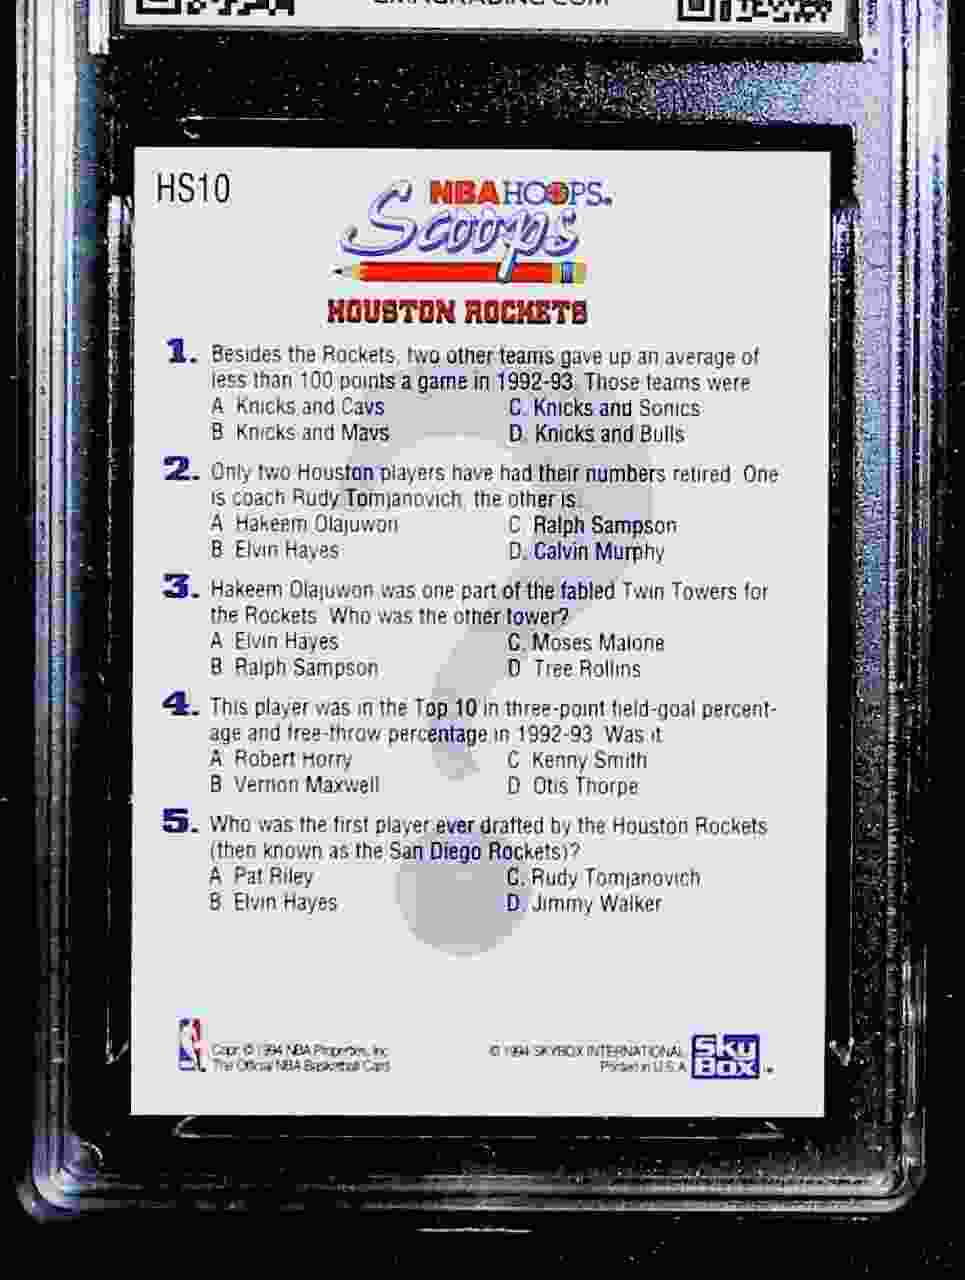 HS10
NBA HOOPS.
Scoops
HOUSTON ROCKETS
1. Besides the Rockets, two other teams gave up an average of
less than 100 points a game in 1992-93. Those teams were
A Knicks and Cavs C. Knicks and Sonics
B Knicks and Mavs D. Knicks and Bulls
2. Only two Houston players have had their numbers retired. One
is coach Rudy Tomjanovich, the other is..
A Hakeem Olajuwon C Ralph Sampson
B Elvin Hayes D. Calvin Murphy
3. Hakeem Olajuwon was one part of the fabled Twin Towers for
the Rockets. Who was the other tower?
A Elvin Hayes C. Moses Malone
B Ralph Sampson D Tree Rollins
4. This player was in the Top 10 in three-point field-goal percent-
age and free-throw percentage in 1992-93. Was it
A Robert Horry C Kenny Smith
B Vernon Maxwell D Otis Thorpe
5. Who was the first player ever drafted by the Houston Rockets
(then known as the San Diego Rockets)?
A Pat Riley C. Rudy Tomjanovich
B. Elvin Hayes D. Jimmy Walker
Copr. © 1994 NBA Properties, Inc.
The Official NBA Basketball Card
© 1994 SKYBOX INTERNATIONAL
Printed in U.S.A.
SkyBox™